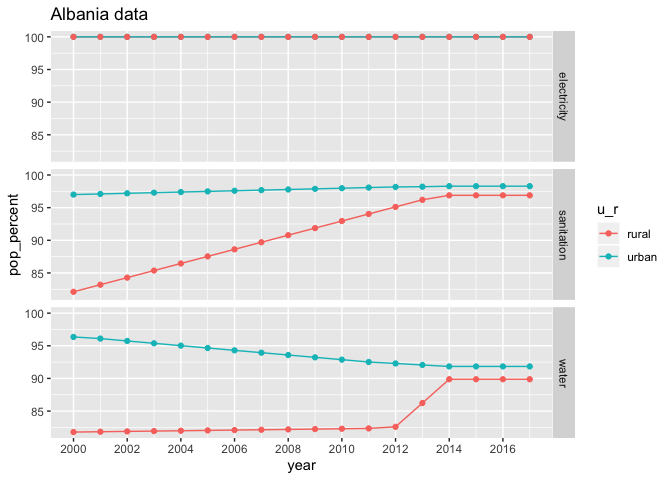 Albania data
100
95
90
85
electricity
100
95
90
85
sanitation
100
95
90
85
water
pop_percent
2000 2002 2004 2006 2008 2010 2012 2014 2016
year
u_r
rural
urban